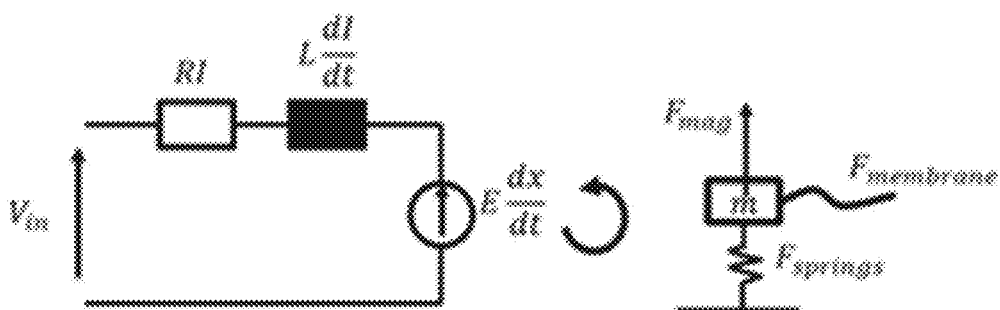 RI
L dI/dt
V_in
E dx/dt
F_mag
m
F_membrane
F_springs